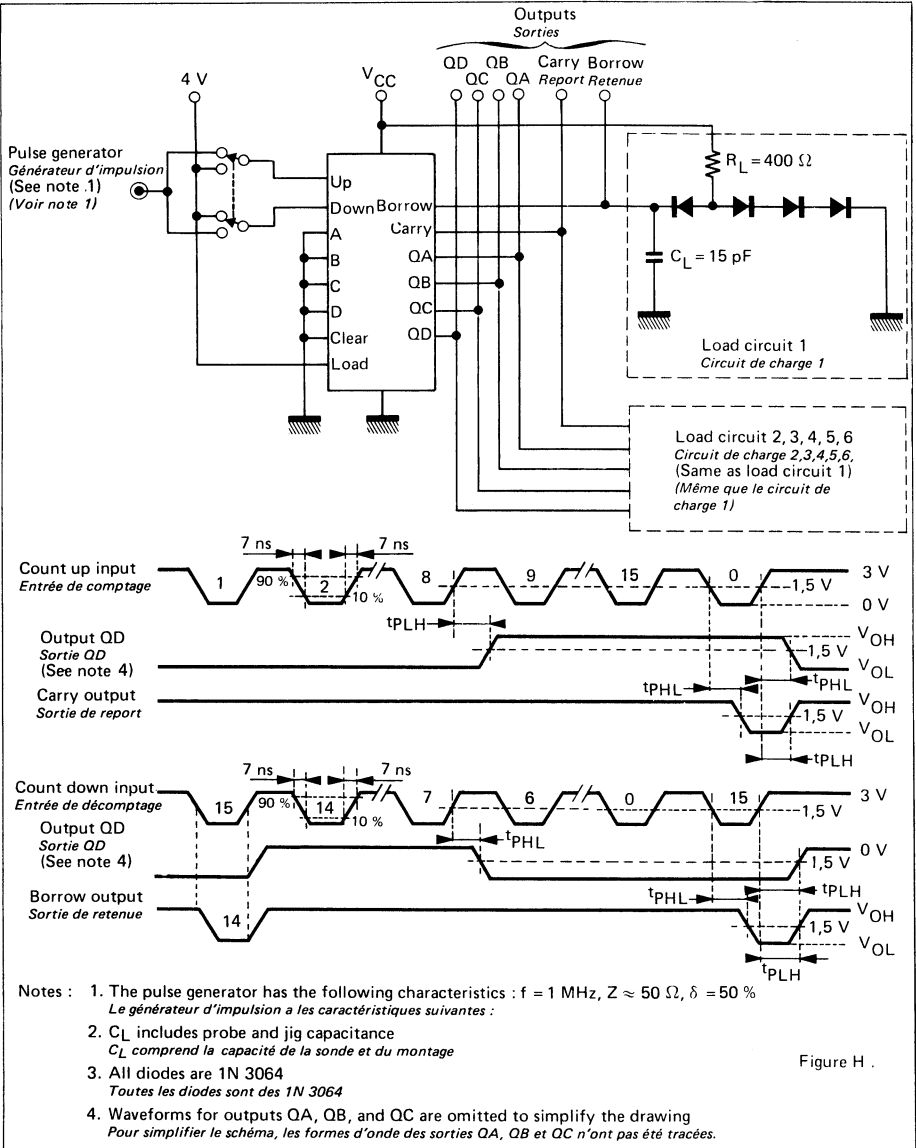 Outputs
Sorties
QD QC QB QA Carry Borrow
Report Retenue
4 V
VCC
Pulse generator
Générateur d'impulsion
(See note .1)
(Voir note 1)
RL = 400 Ω
Up
Down
A
B
C
D
Clear
Load
Borrow
Carry
QA
QB
QC
QD
CL = 15 pF
Load circuit 1
Circuit de charge 1
Load circuit 2, 3, 4, 5, 6
Circuit de charge 2,3,4,5,6,
(Same as load circuit 1)
(Même que le circuit de
charge 1)
7 ns 7 ns
Count up input
Entrée de comptage
1 90 % 2 10 % 8 9 15 0
3 V
1,5 V
0 V
tPLH
Output QD
Sortie QD
(See note 4)
VOH
1,5 V
VOL
tPHL
Carry output
Sortie de report
tPHL
VOH
1,5 V
VOL
tPLH
7 ns 7 ns
Count down input
Entrée de décomptage
15 90 % 14 10 % 7 6 0 15
3 V
1,5 V
tPHL
Output QD
Sortie QD
(See note 4)
0 V
1,5 V
tPLH
Borrow output
Sortie de retenue
14
tPHL
VOH
1,5 V
VOL
tPLH
Notes : 1. The pulse generator has the following characteristics : f = 1 MHz, Z ≈ 50 Ω, δ = 50 %
Le générateur d'impulsion a les caractéristiques suivantes :
2. CL includes probe and jig capacitance
CL comprend la capacité de la sonde et du montage
3. All diodes are 1N 3064
Toutes les diodes sont des 1N 3064
Figure H .
4. Waveforms for outputs QA, QB, and QC are omitted to simplify the drawing
Pour simplifier le schéma, les formes d'onde des sorties QA, QB et QC n'ont pas été tracées.